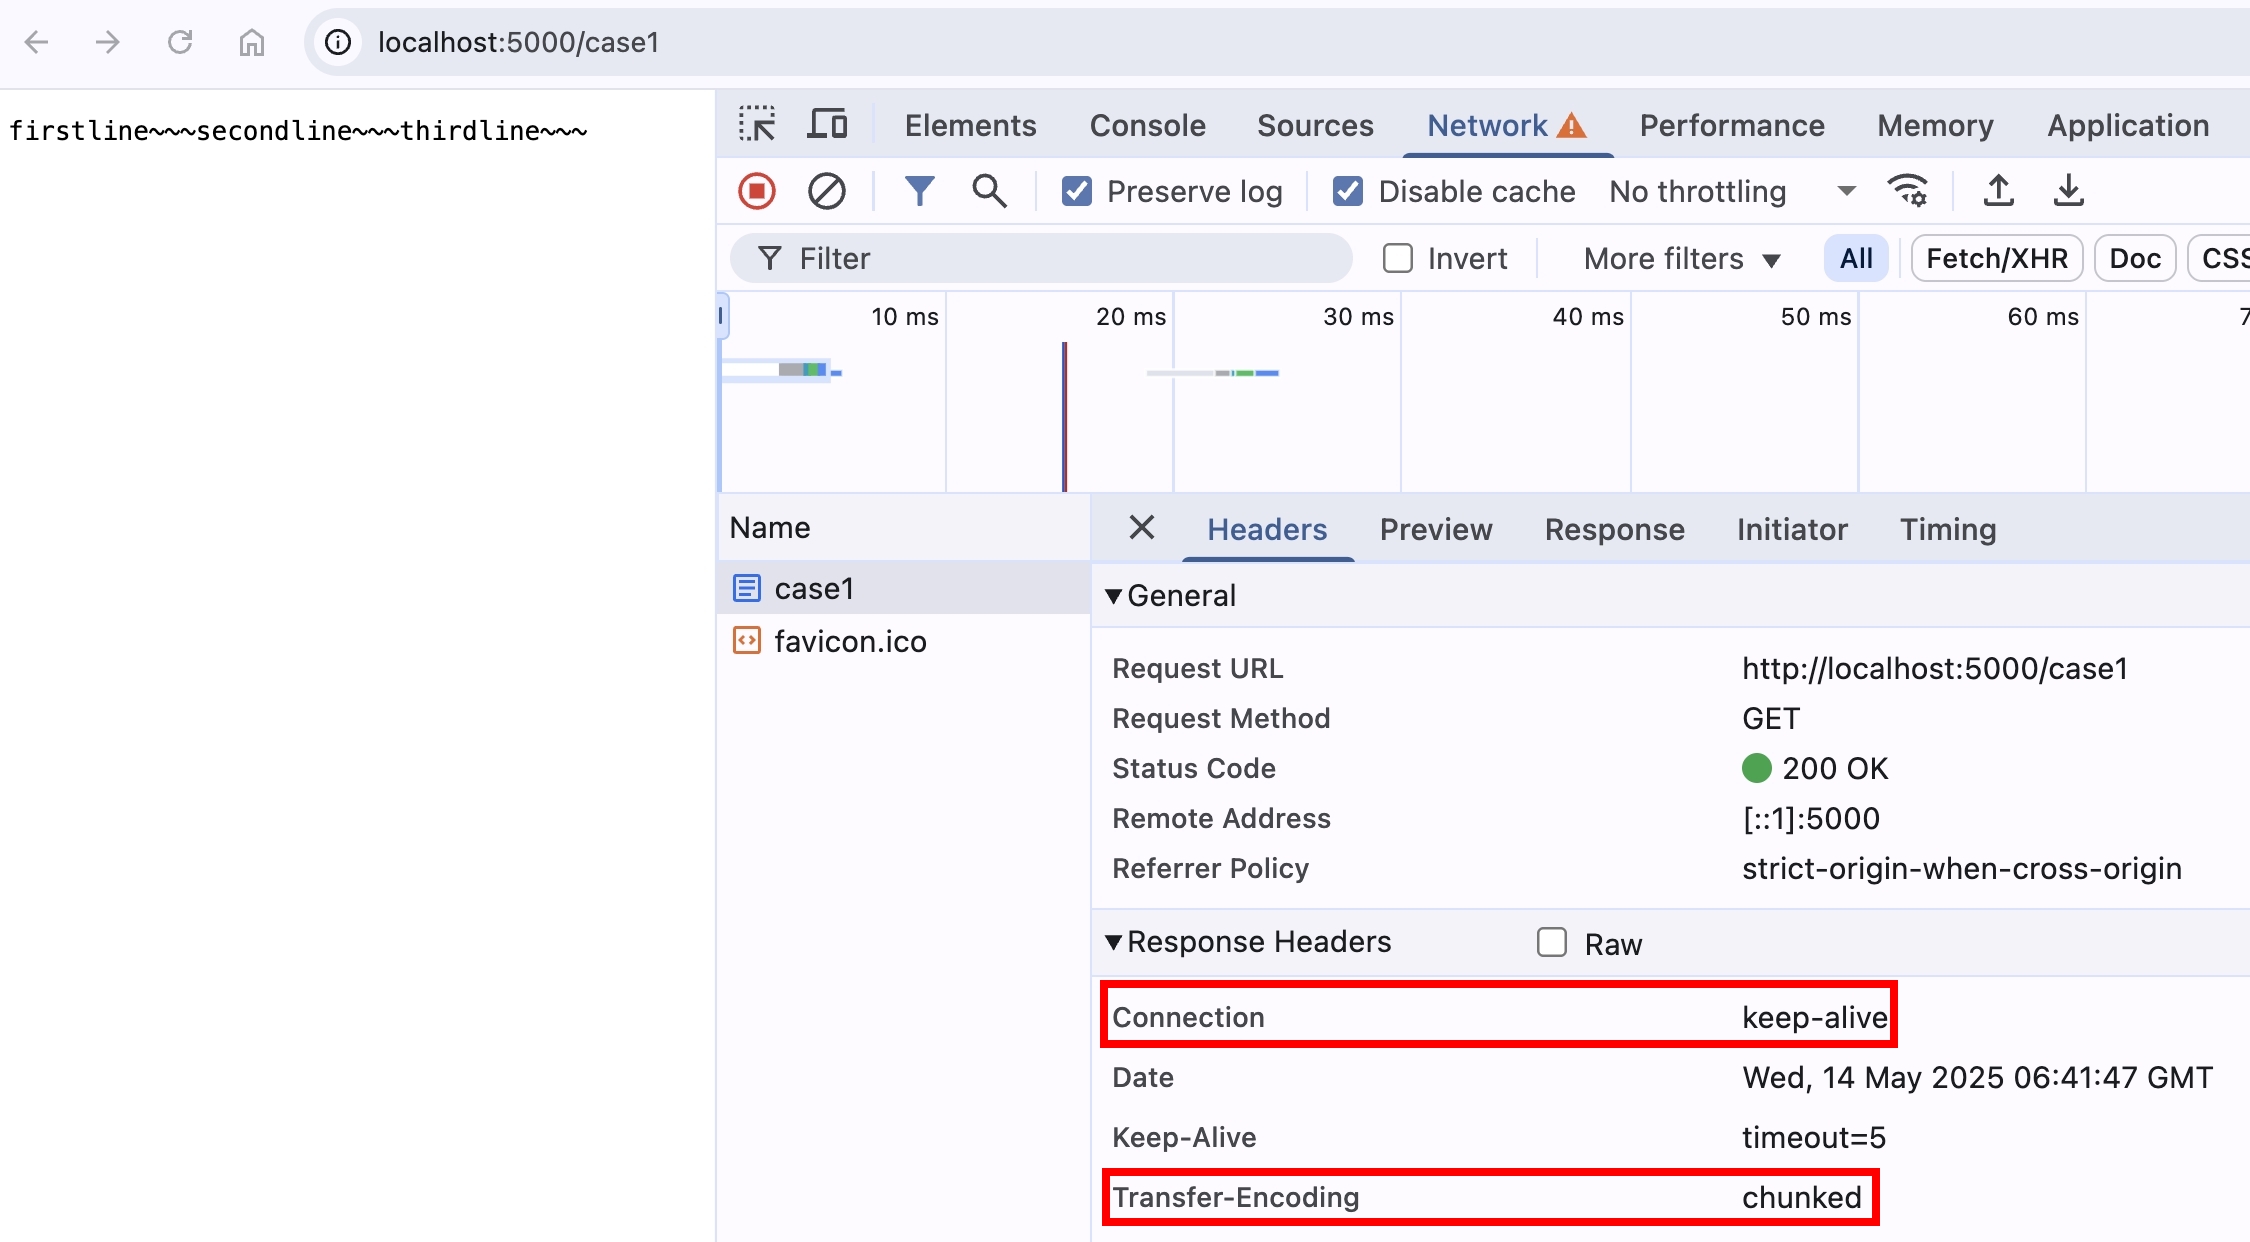 localhost:5000/case1
firstline~~~secondline~~~thirdline~~~
Elements Console Sources Network Performance Memory Application
Preserve log Disable cache No throttling
Filter Invert More filters All Fetch/XHR Doc CSS
10 ms 20 ms 30 ms 40 ms 50 ms 60 ms 7
Name
case1
favicon.ico
Headers Preview Response Initiator Timing
General
Request URL http://localhost:5000/case1
Request Method GET
Status Code 200 OK
Remote Address [::1]:5000
Referrer Policy strict-origin-when-cross-origin
Response Headers Raw
Connection keep-alive
Date Wed, 14 May 2025 06:41:47 GMT
Keep-Alive timeout=5
Transfer-Encoding chunked